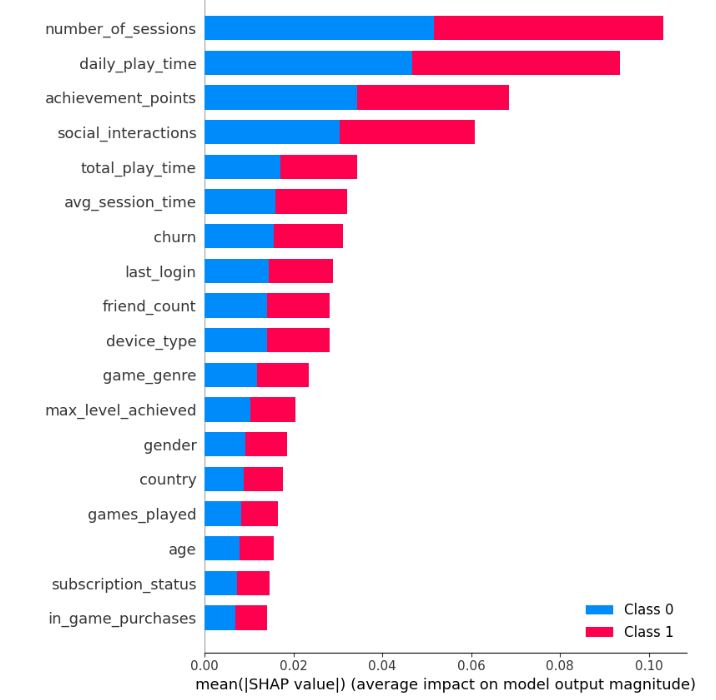 number_of_sessions
daily_play_time
achievement_points
social_interactions
total_play_time
avg_session_time
churn
last_login
friend_count
device_type
game_genre
max_level_achieved
gender
country
games_played
age
subscription_status
in_game_purchases
Class 0
Class 1
0.00 0.02 0.04 0.06 0.08 0.10
mean(|SHAP value|) (average impact on model output magnitude)